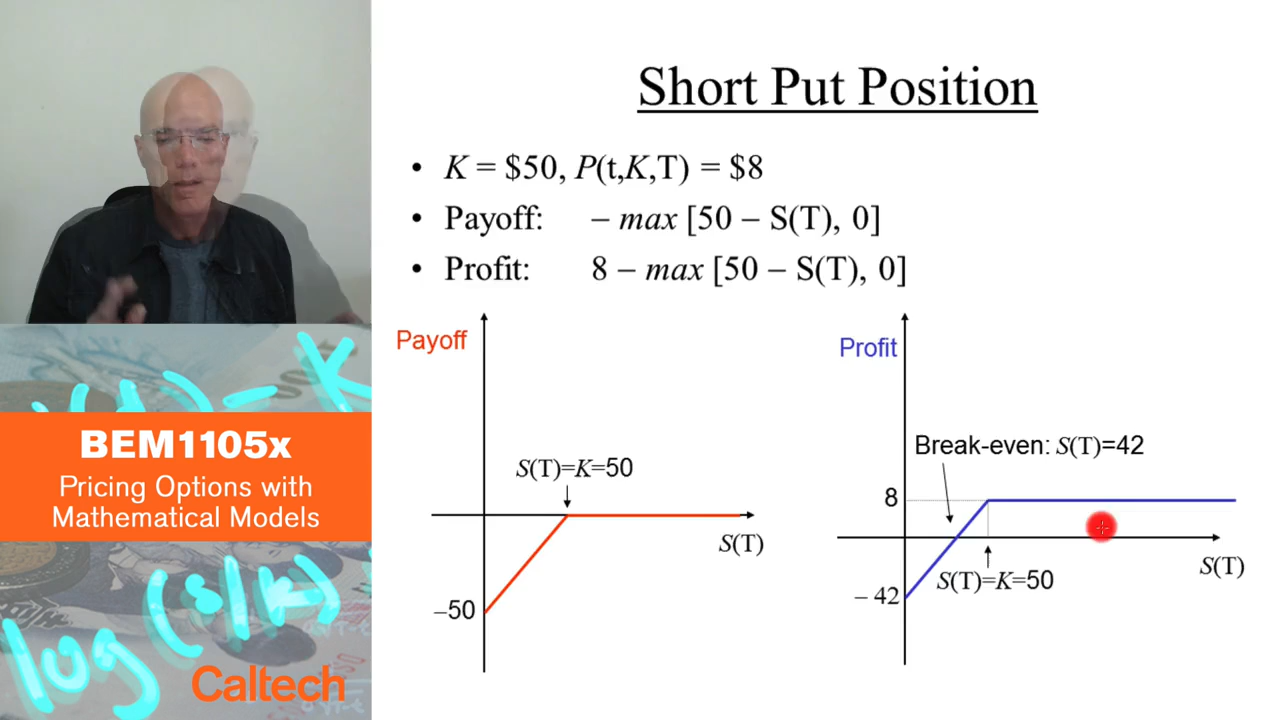 Short Put Position
• K = $50, P(t,K,T) = $8
• Payoff: – max [50 – S(T), 0]
• Profit: 8 – max [50 – S(T), 0]
Payoff
S(T)=K=50
S(T)
–50
Profit
Break-even: S(T)=42
8
S(T)=K=50
S(T)
– 42
BEM1105x
Pricing Options with
Mathematical Models
log(s/k)
Caltech